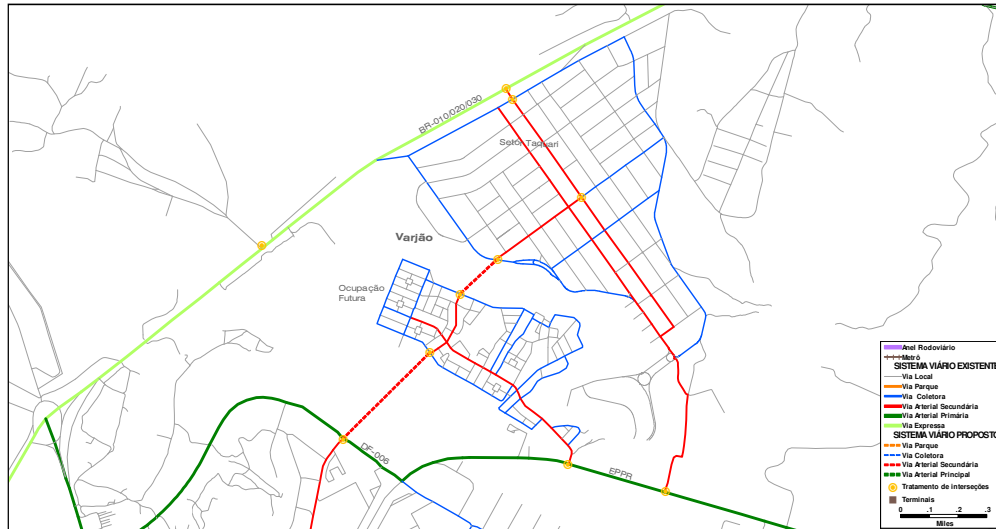 BR-010/020/030
Setor Taquari
Varjão
Ocupação
Futura
DF-006
EPPR
Anel Rodoviário
Metrô
SISTEMA VIÁRIO EXISTENTE
Via Local
Via Parque
Via Coletora
Via Arterial Secundária
Via Arterial Primária
Via Expressa
SISTEMA VIÁRIO PROPOSTO
Via Parque
Via Coletora
Via Arterial Secundária
Via Arterial Principal
Tratamento de interseções
Terminais
0 .1 .2 .3
Miles